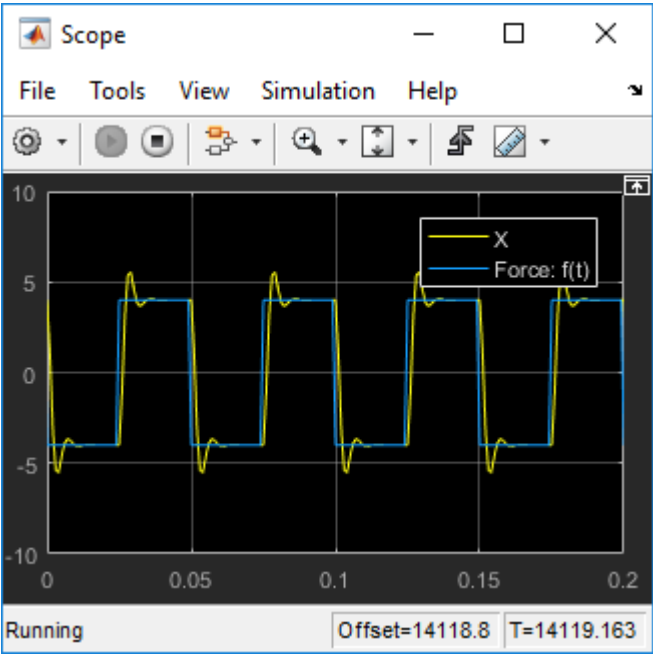 Scope
File Tools View Simulation Help
10
X
Force: f(t)
5
0
-5
-10
0 0.05 0.1 0.15 0.2
Running Offset=14118.8 T=14119.163